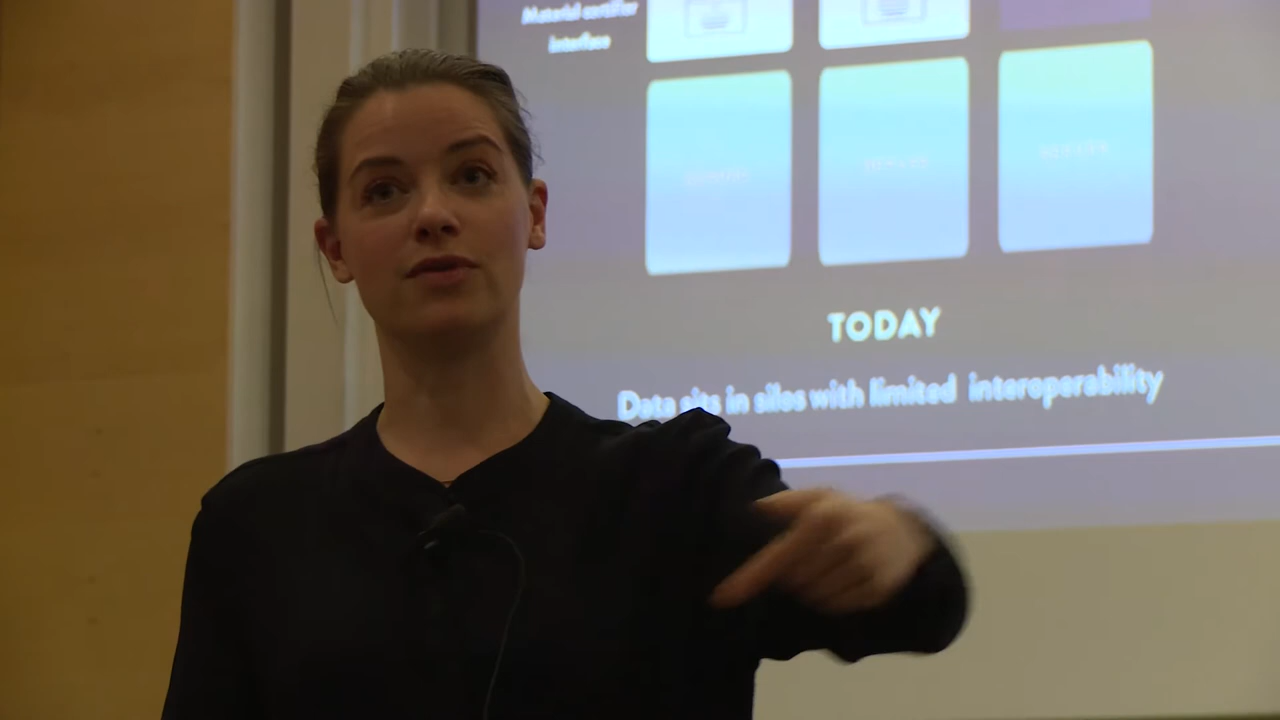 Material certifier
interface
TODAY
Data sits in silos with limited interoperability